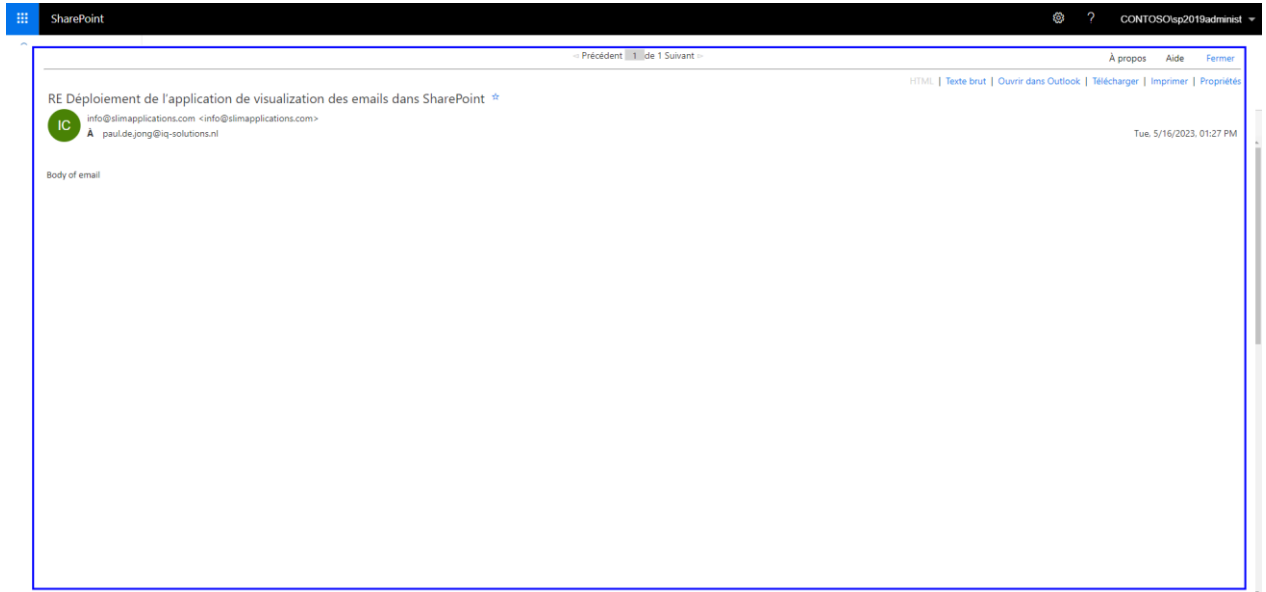 SharePoint ? CONTOSO\sp2019administ
Précédent 1 de 1 Suivant
À propos Aide Fermer
HTML | Texte brut | Ouvrir dans Outlook | Télécharger | Imprimer | Propriétés
RE Déploiement de l'application de visualization des emails dans SharePoint
IC info@slimapplications.com <info@slimapplications.com>
À paul.de.jong@iq-solutions.nl
Tue, 5/16/2023, 01:27 PM
Body of email